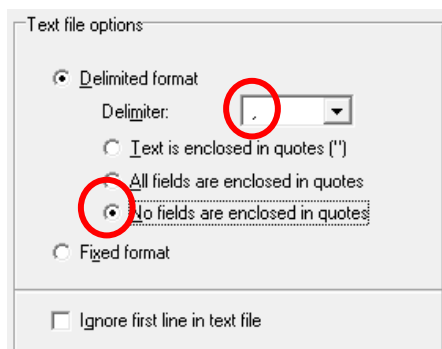 Text file options
Delimited format
Delimiter: ,
Text is enclosed in quotes ('')
All fields are enclosed in quotes
No fields are enclosed in quotes
Fixed format
Ignore first line in text file